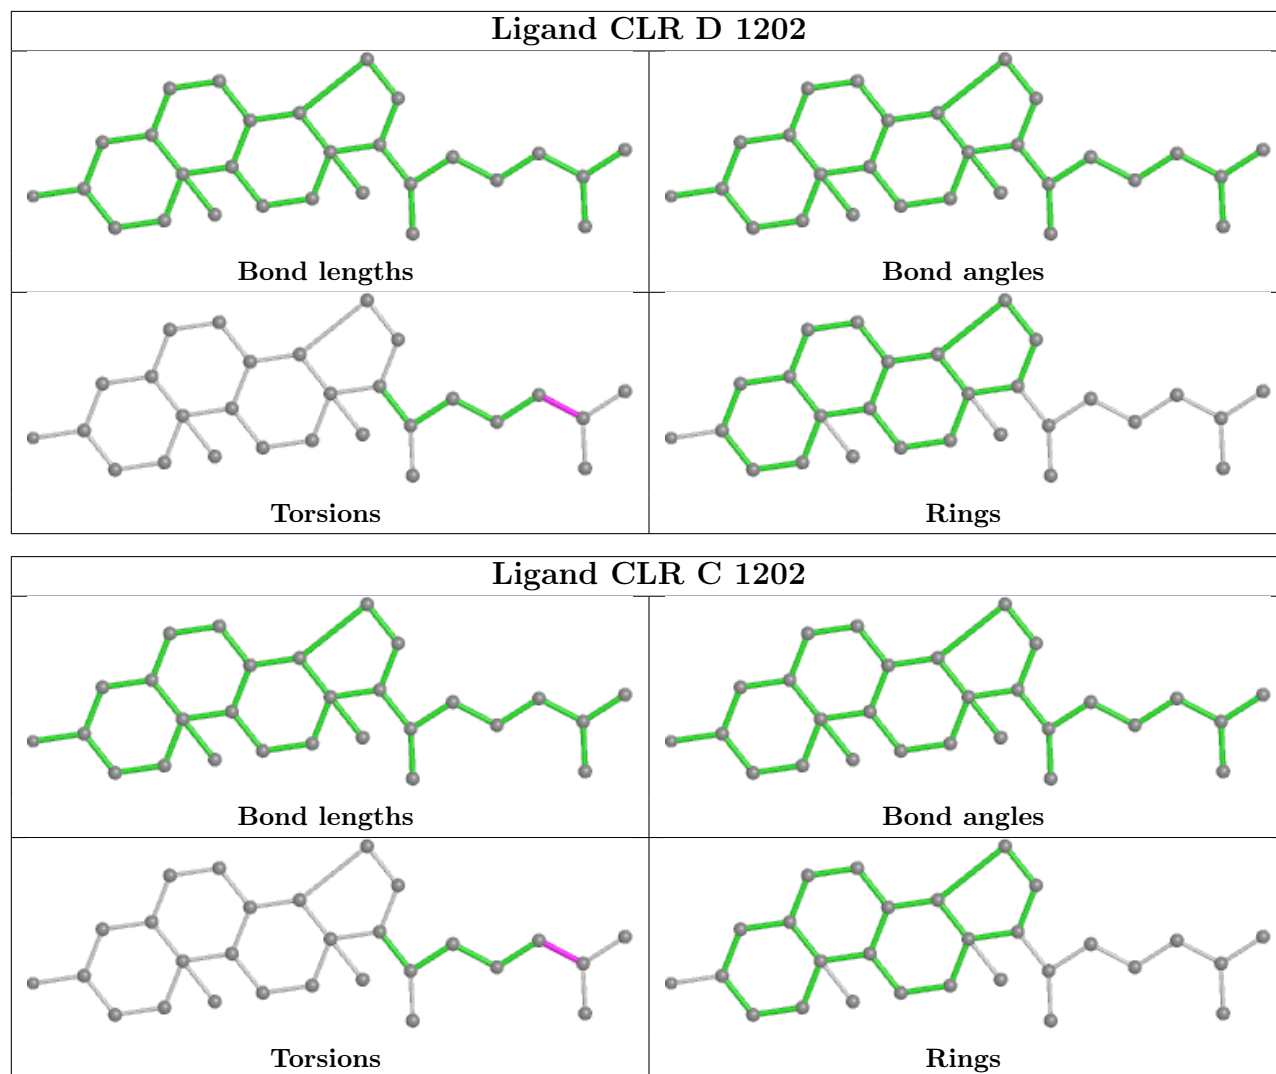 Ligand CLR D 1202
Bond lengths
Bond angles
Torsions
Rings
Ligand CLR C 1202
Bond lengths
Bond angles
Torsions
Rings